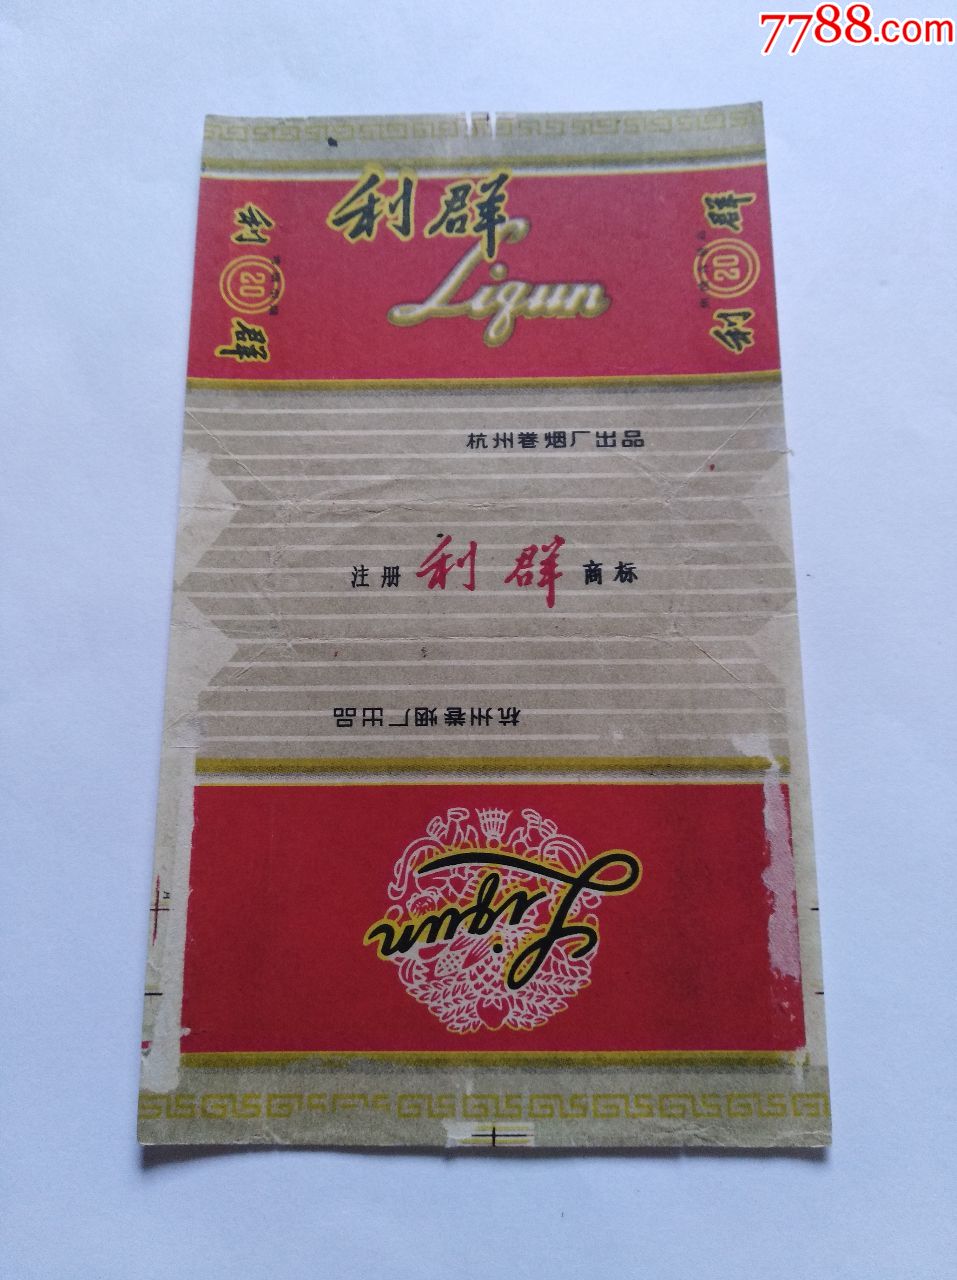 7788.com
利群
Liqun
利 20 群
利 20 群
杭州卷烟厂出品
注册 利群 商标
杭州卷烟厂出品
Liqun